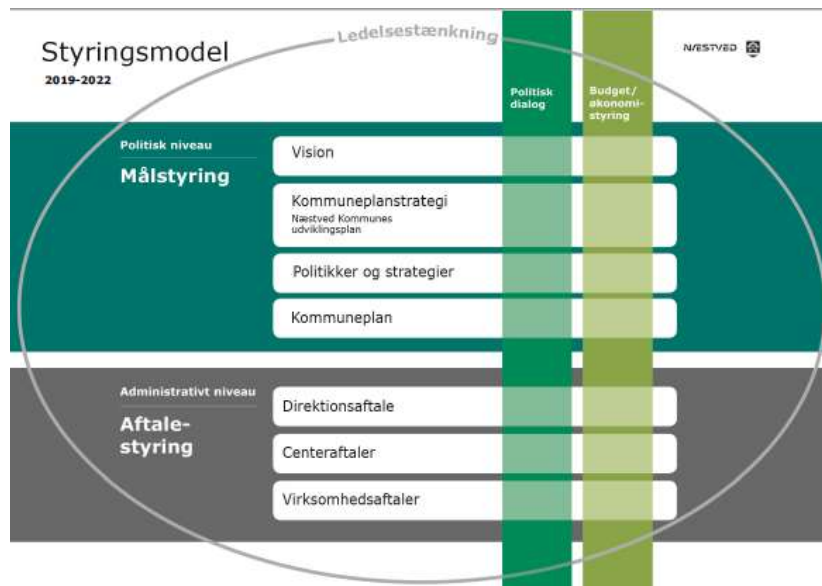 Styringsmodel
2019-2022
Ledelsestænkning
NÆSTVED
Politisk
dialog
Budget/
økonomi-
styring
Politisk niveau
Målstyring
Vision
Kommuneplanstrategi
Næstved Kommunes
udviklingsplan
Politikker og strategier
Kommuneplan
Administrativt niveau
Aftale-
styring
Direktionsaftale
Centeraftaler
Virksomhedsaftaler